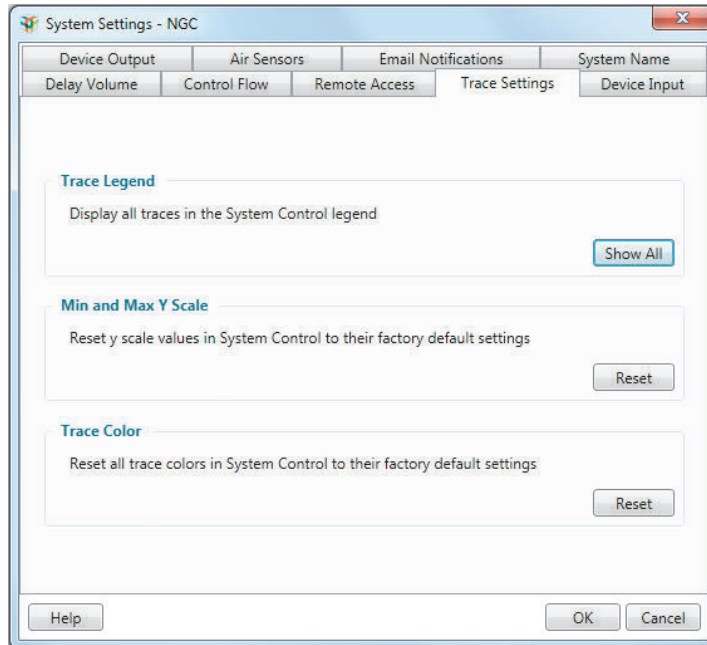 System Settings - NGC
Device Output
Air Sensors
Email Notifications
System Name
Delay Volume
Control Flow
Remote Access
Trace Settings
Device Input
Trace Legend
Display all traces in the System Control legend
Show All
Min and Max Y Scale
Reset y scale values in System Control to their factory default settings
Reset
Trace Color
Reset all trace colors in System Control to their factory default settings
Reset
Help
OK
Cancel